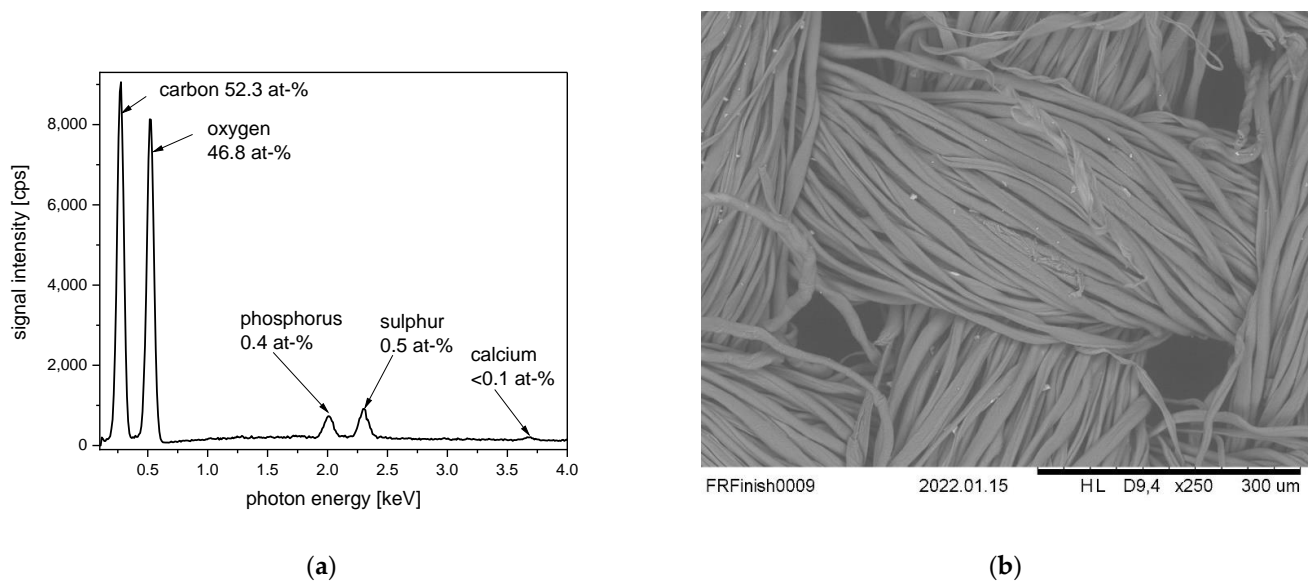 carbon 52.3 at-%
oxygen
46.8 at-%
phosphorus
0.4 at-%
sulphur
0.5 at-%
calcium
<0.1 at-%
8,000
6,000
4,000
2,000
0
signal intensity [cps]
0.5 1.0 1.5 2.0 2.5 3.0 3.5 4.0
photon energy [keV]
(a)
FRFinish0009 2022.01.15 HL D9,4 x250 300 um
(b)